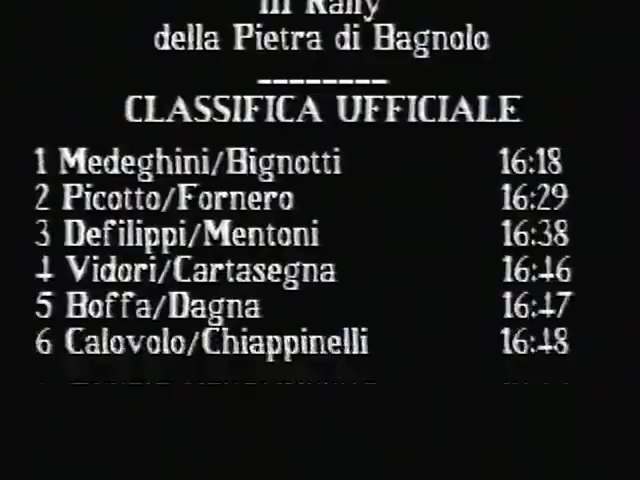 III Rally
della Pietra di Bagnolo
CLASSIFICA UFFICIALE
1 Medeghini/Bignotti 16:18
2 Picotto/Fornero 16:29
3 Defilippi/Mentoni 16:38
4 Vidori/Cartasegna 16:46
5 Boffa/Dagna 16:47
6 Calovolo/Chiappinelli 16:48